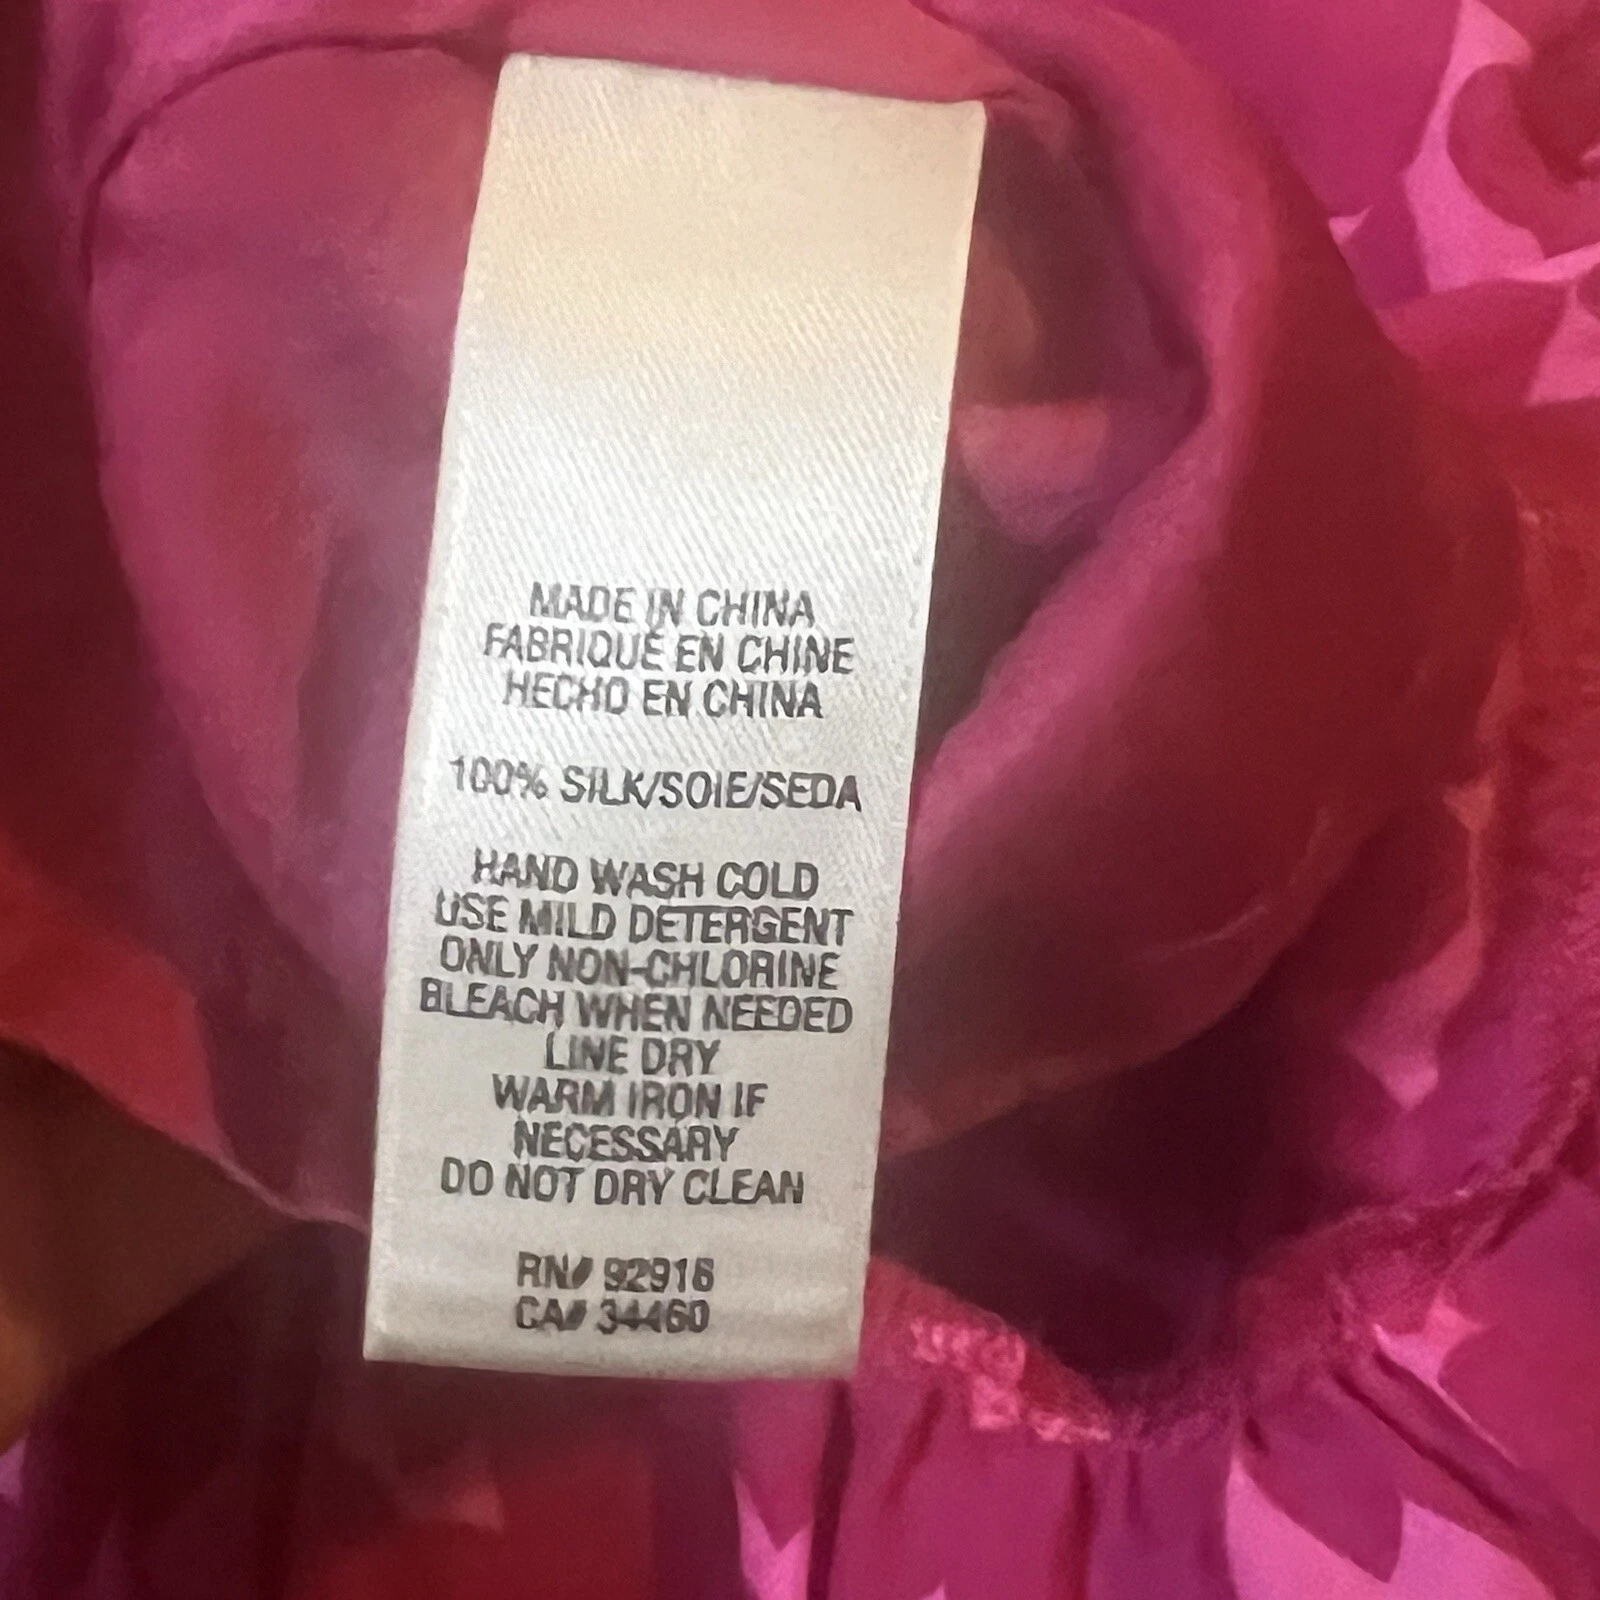 MADE IN CHINA
FABRIQUÉ EN CHINE
HECHO EN CHINA
100% SILK/SOIE/SEDA
HAND WASH COLD
USE MILD DETERGENT
ONLY NON-CHLORINE
BLEACH WHEN NEEDED
LINE DRY
WARM IRON IF
NECESSARY
DO NOT DRY CLEAN
RN# 92916
CA# 34460